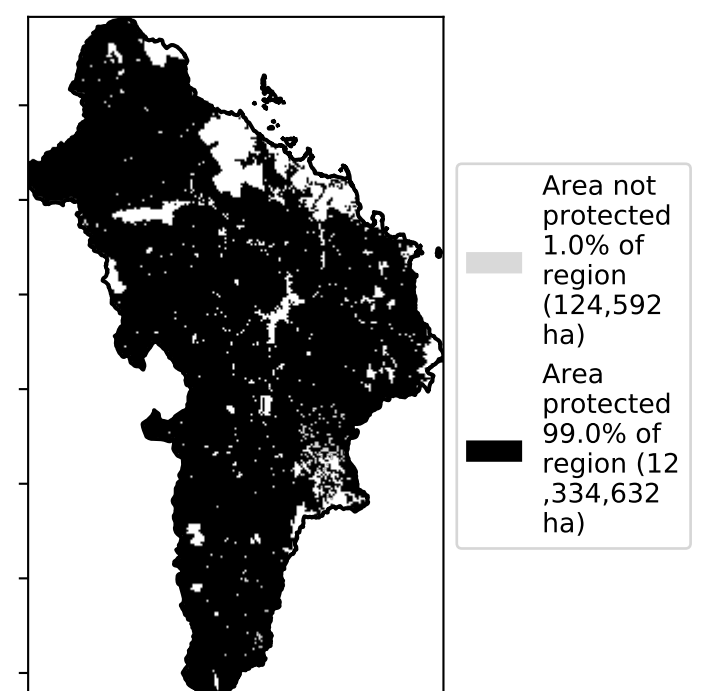 Area not
protected
1.0% of
region
(124,592
ha)
Area
protected
99.0% of
region (12
,334,632
ha)